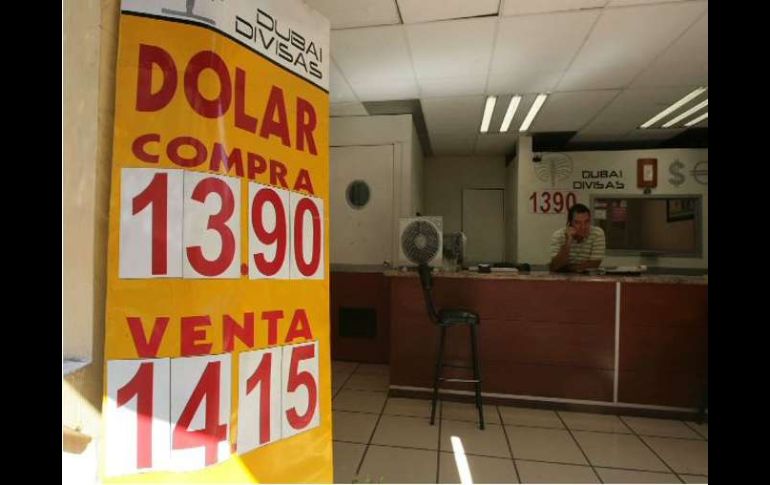 DUBAI
DIVISAS
DOLAR
COMPRA
13.90
VENTA
14.15
DUBAI
DIVISAS
1390
$ €